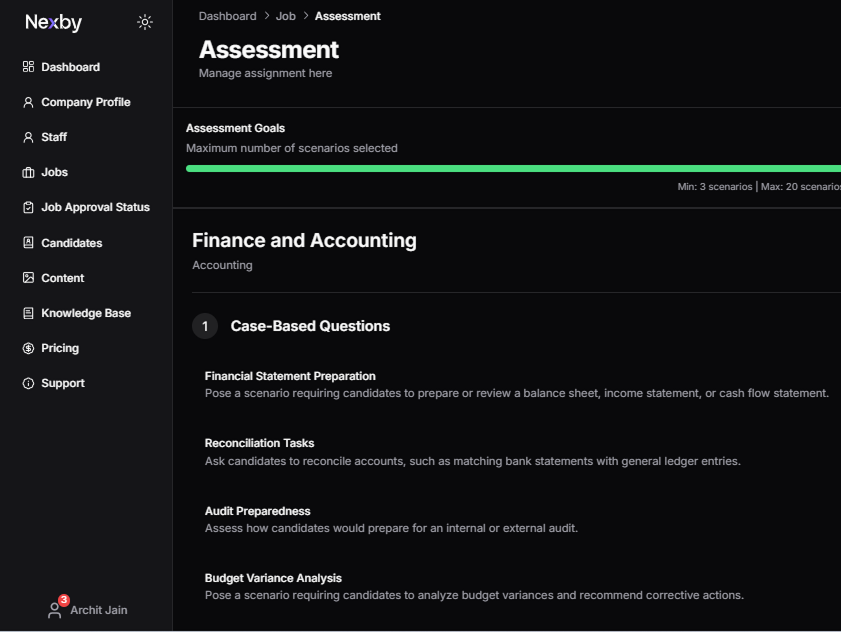 Nexby
Dashboard
Company Profile
Staff
Jobs
Job Approval Status
Candidates
Content
Knowledge Base
Pricing
Support
3
Archit Jain
Dashboard > Job > Assessment
Assessment
Manage assignment here
Assessment Goals
Maximum number of scenarios selected
Min: 3 scenarios | Max: 20 scenarios
Finance and Accounting
Accounting
1 Case-Based Questions
Financial Statement Preparation
Pose a scenario requiring candidates to prepare or review a balance sheet, income statement, or cash flow statement.
Reconciliation Tasks
Ask candidates to reconcile accounts, such as matching bank statements with general ledger entries.
Audit Preparedness
Assess how candidates would prepare for an internal or external audit.
Budget Variance Analysis
Pose a scenario requiring candidates to analyze budget variances and recommend corrective actions.